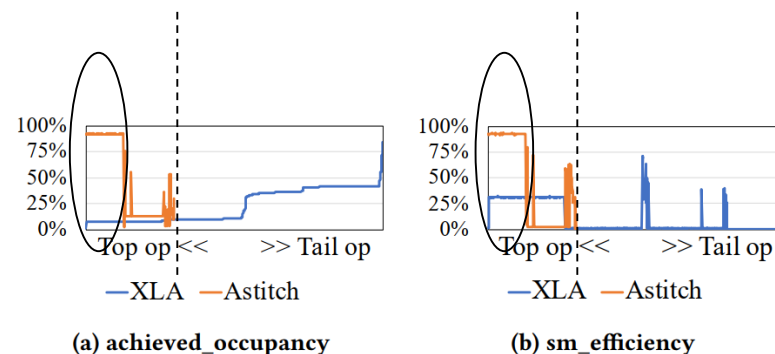 100%
75%
50%
25%
0%
Top op << >> Tail op
XLA Astitch
(a) achieved_occupancy
100%
75%
50%
25%
0%
Top op << >> Tail op
XLA Astitch
(b) sm_efficiency